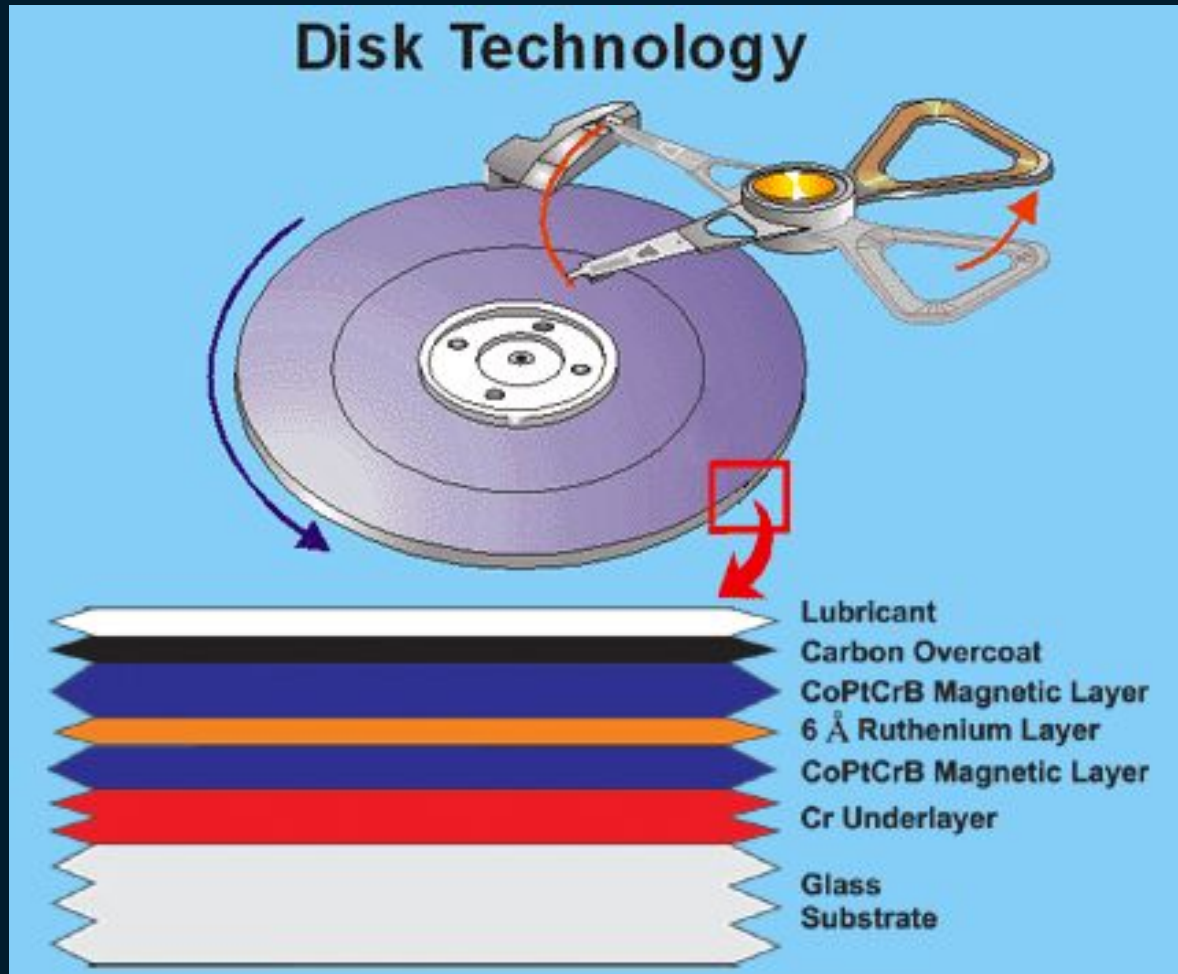 Disk Technology
Lubricant
Carbon Overcoat
CoPtCrB Magnetic Layer
6 Å Ruthenium Layer
CoPtCrB Magnetic Layer
Cr Underlayer
Glass
Substrate